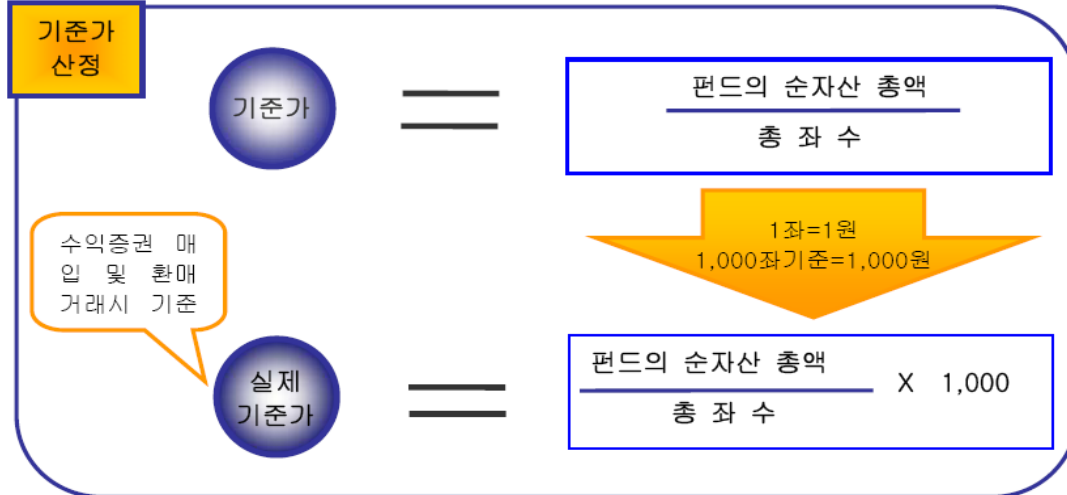 기준가
산정
기준가
펀드의 순자산 총액
총 좌 수
1좌=1원
1,000좌기준=1,000원
수익증권 매
입 및 환매
거래시 기준
실제
기준가
펀드의 순자산 총액
총 좌 수
X 1,000